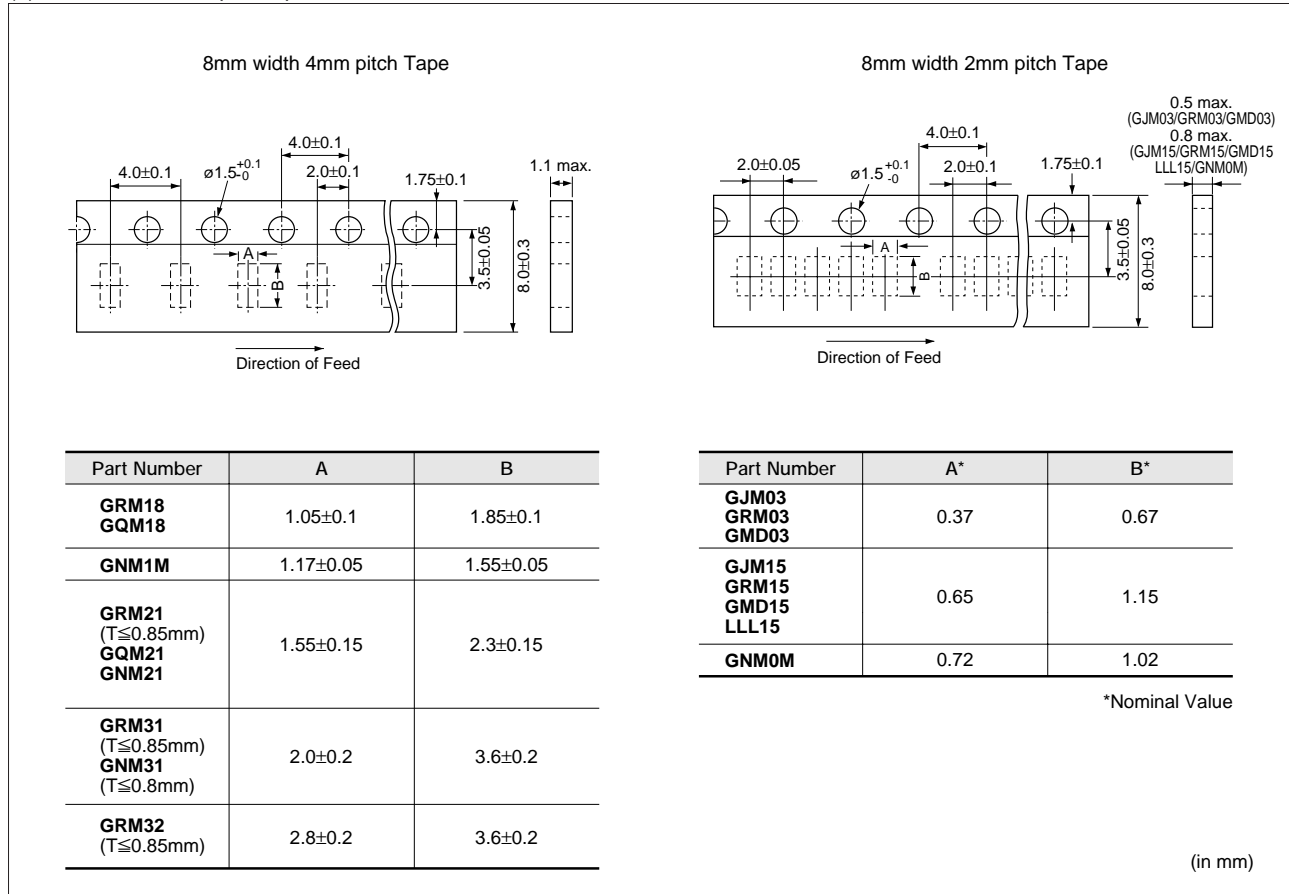 8mm width 4mm pitch Tape
4.0±0.1
4.0±0.1
ø1.5 +0.1 -0
2.0±0.1
1.75±0.1
1.1 max.
A
B
3.5±0.05
8.0±0.3
Direction of Feed
8mm width 2mm pitch Tape
0.5 max.
(GJM03/GRM03/GMD03)
0.8 max.
(GJM15/GRM15/GMD15
LLL15/GNM0M)
4.0±0.1
2.0±0.05
ø1.5 +0.1 -0
2.0±0.1
1.75±0.1
A
B
3.5±0.05
8.0±0.3
Direction of Feed
Part Number A B
GRM18
GQM18
1.05±0.1 1.85±0.1
GNM1M 1.17±0.05 1.55±0.05
GRM21
(T≦0.85mm)
GQM21
GNM21
1.55±0.15 2.3±0.15
GRM31
(T≦0.85mm)
GNM31
(T≦0.8mm)
2.0±0.2 3.6±0.2
GRM32
(T≦0.85mm)
2.8±0.2 3.6±0.2
Part Number A* B*
GJM03
GRM03
GMD03
0.37 0.67
GJM15
GRM15
GMD15
LLL15
0.65 1.15
GNM0M 0.72 1.02
*Nominal Value
(in mm)